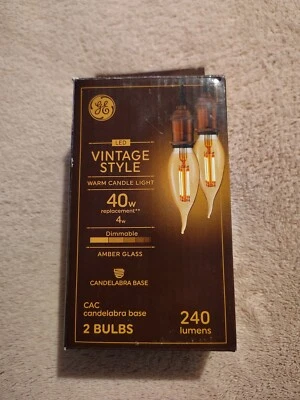 GE
LED
VINTAGE
STYLE
WARM CANDLE LIGHT
40w
replacement**
4w
Dimmable
AMBER GLASS
CANDELABRA BASE
CAC
candelabra base
2 BULBS
240
lumens